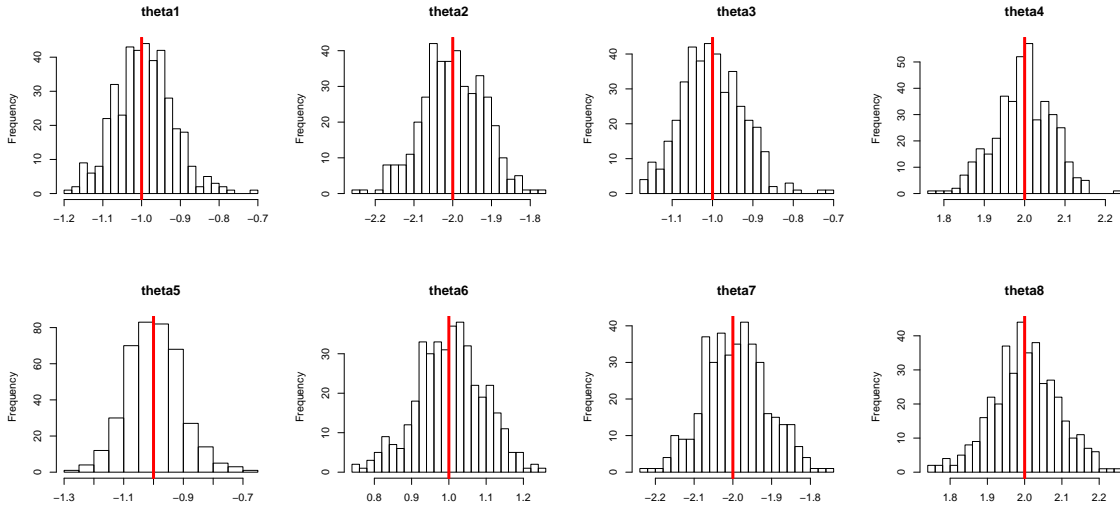 theta1
Frequency
0 10 20 30 40
−1.2 −1.1 −1.0 −0.9 −0.8 −0.7
theta2
Frequency
0 10 20 30 40
−2.2 −2.1 −2.0 −1.9 −1.8
theta3
Frequency
0 10 20 30 40
−1.1 −1.0 −0.9 −0.8 −0.7
theta4
Frequency
0 10 20 30 40 50
1.8 1.9 2.0 2.1 2.2
theta5
Frequency
0 20 40 60 80
−1.3 −1.1 −0.9 −0.7
theta6
Frequency
0 10 20 30
0.8 0.9 1.0 1.1 1.2
theta7
Frequency
0 10 20 30 40
−2.2 −2.1 −2.0 −1.9 −1.8
theta8
Frequency
0 10 20 30 40
1.8 1.9 2.0 2.1 2.2